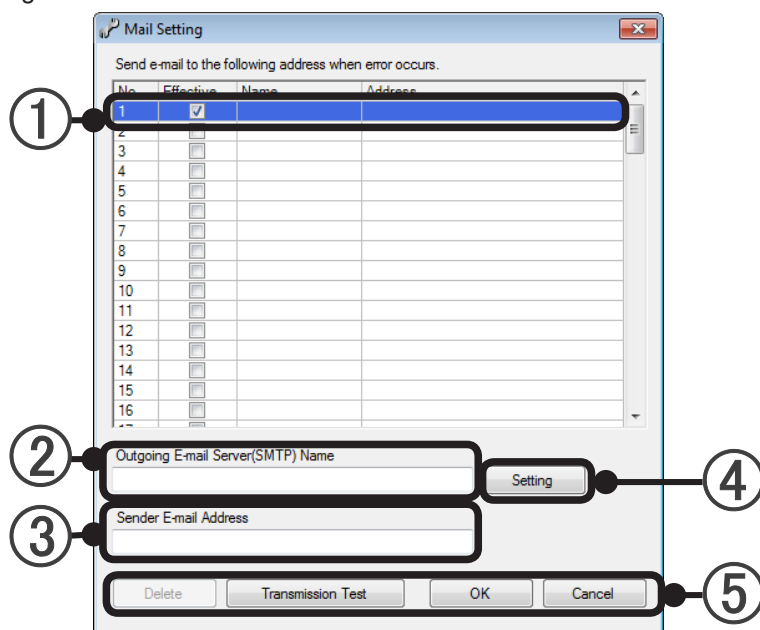 Mail Setting
Send e-mail to the following address when error occurs.
No. Effective Name Address
① 1
2
3
4
5
6
7
8
9
10
11
12
13
14
15
16
17
② Outgoing E-mail Server(SMTP) Name
Setting ④
③ Sender E-mail Address
Delete Transmission Test OK Cancel ⑤